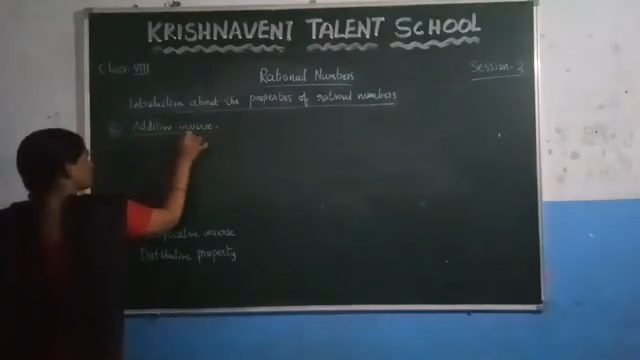 KRISHNAVENI TALENT SCHOOL
Class-VIII
Session-2
Rational Numbers
Introduction about the properties of rational numbers
Additive inverse
inverse
Distributive property